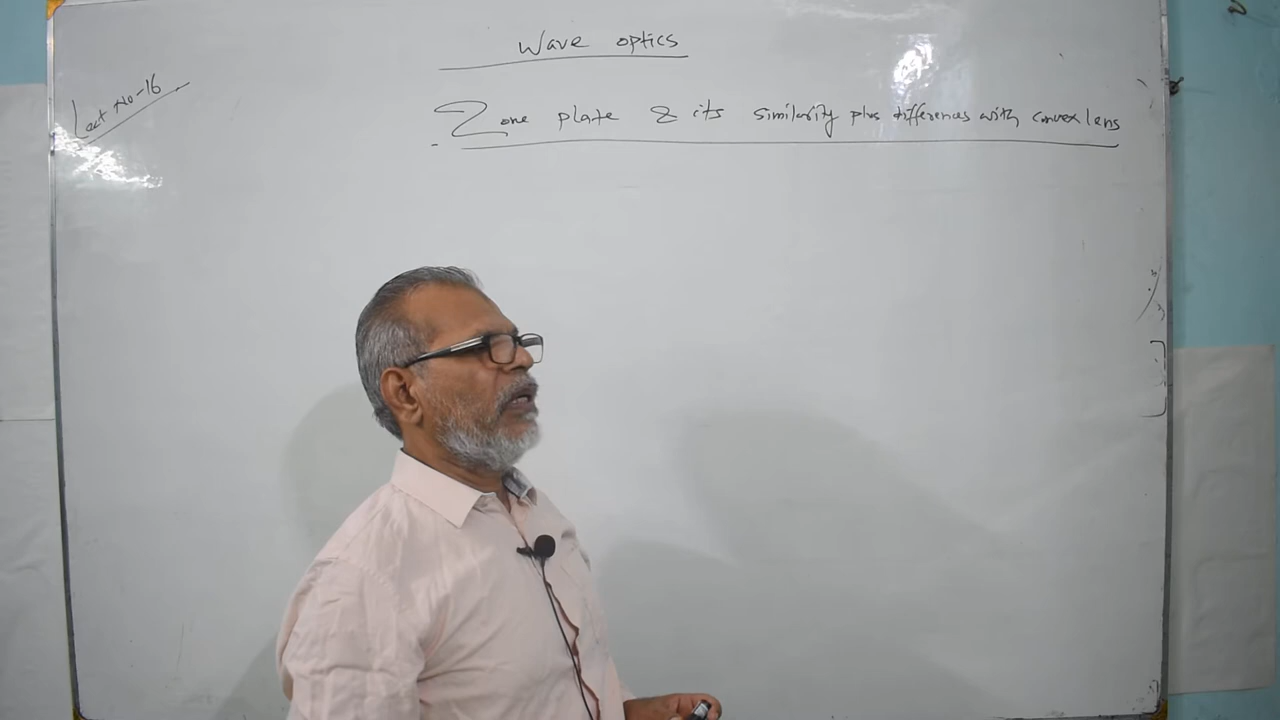 Wave optics
Lect No-16
Zone plate & its similarity plus differences with convex lens